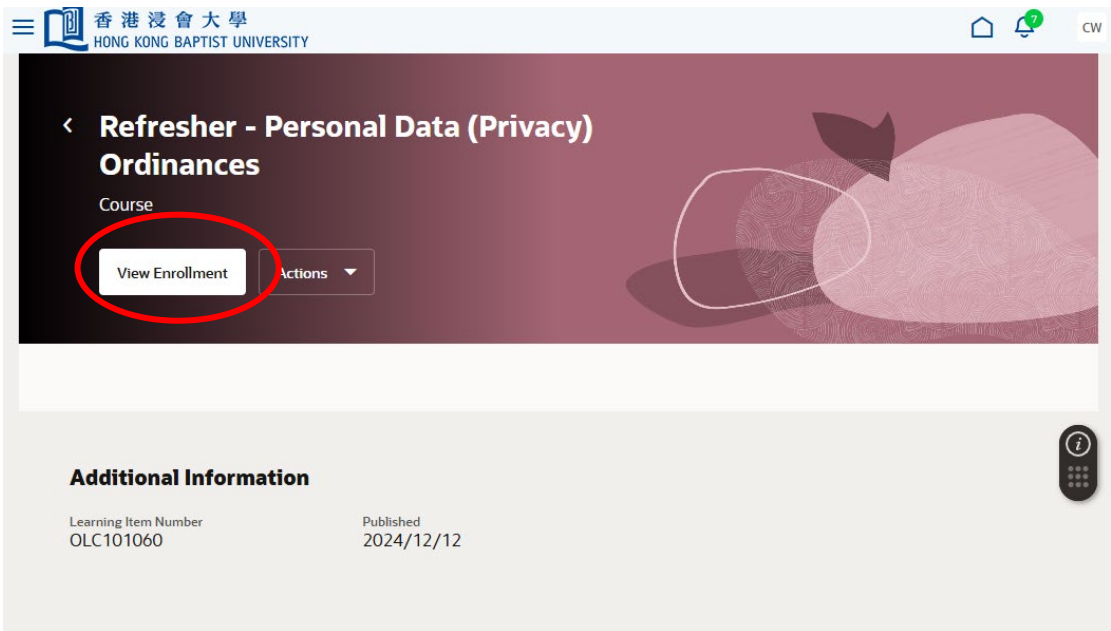 香港浸會大學
HONG KONG BAPTIST UNIVERSITY
7
CW
Refresher - Personal Data (Privacy)
Ordinances
Course
View Enrollment
Actions
Additional Information
Learning Item Number
Published
OLC101060
2024/12/12